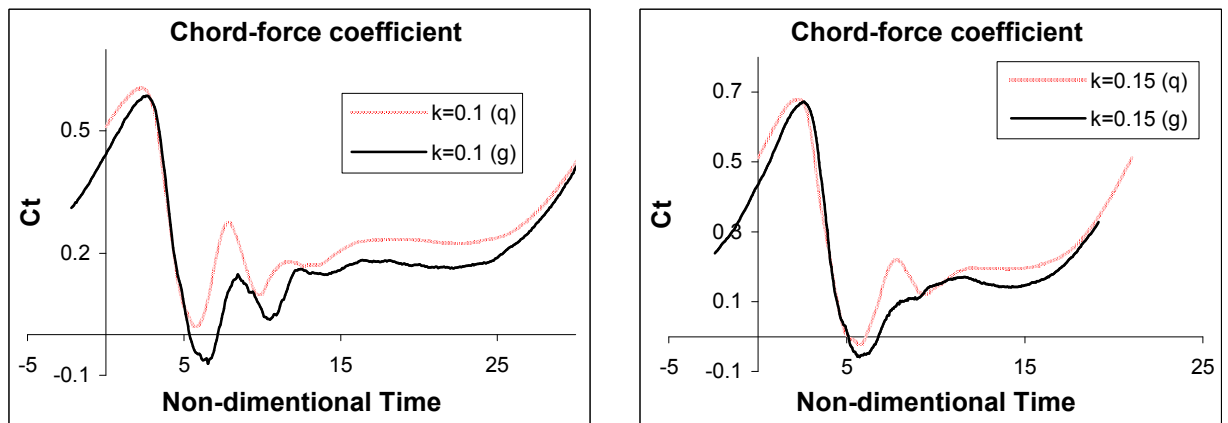 Chord-force coefficient
k=0.1 (q)
k=0.1 (g)
Ct
0.5
0.2
-0.1
-5
5
15
25
Non-dimentional Time
Chord-force coefficient
k=0.15 (q)
k=0.15 (g)
Ct
0.7
0.5
0.3
0.1
-0.1
-5
5
15
25
Non-dimentional Time